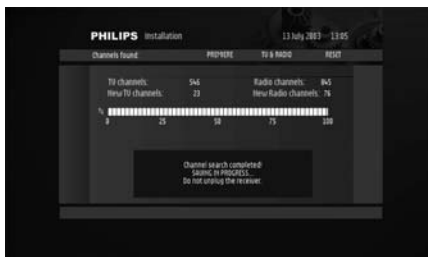 PHILIPS Installation 13 July 2003 13:05
Channels found PREMIERE TV & RADIO RESET
TV channels: 546 Radio channels: 845
New TV channels: 23 New Radio channels: 76
%
0 25 50 75 100
Channel search completed!
SAVING IN PROGRESS...
Do not unplug the receiver.